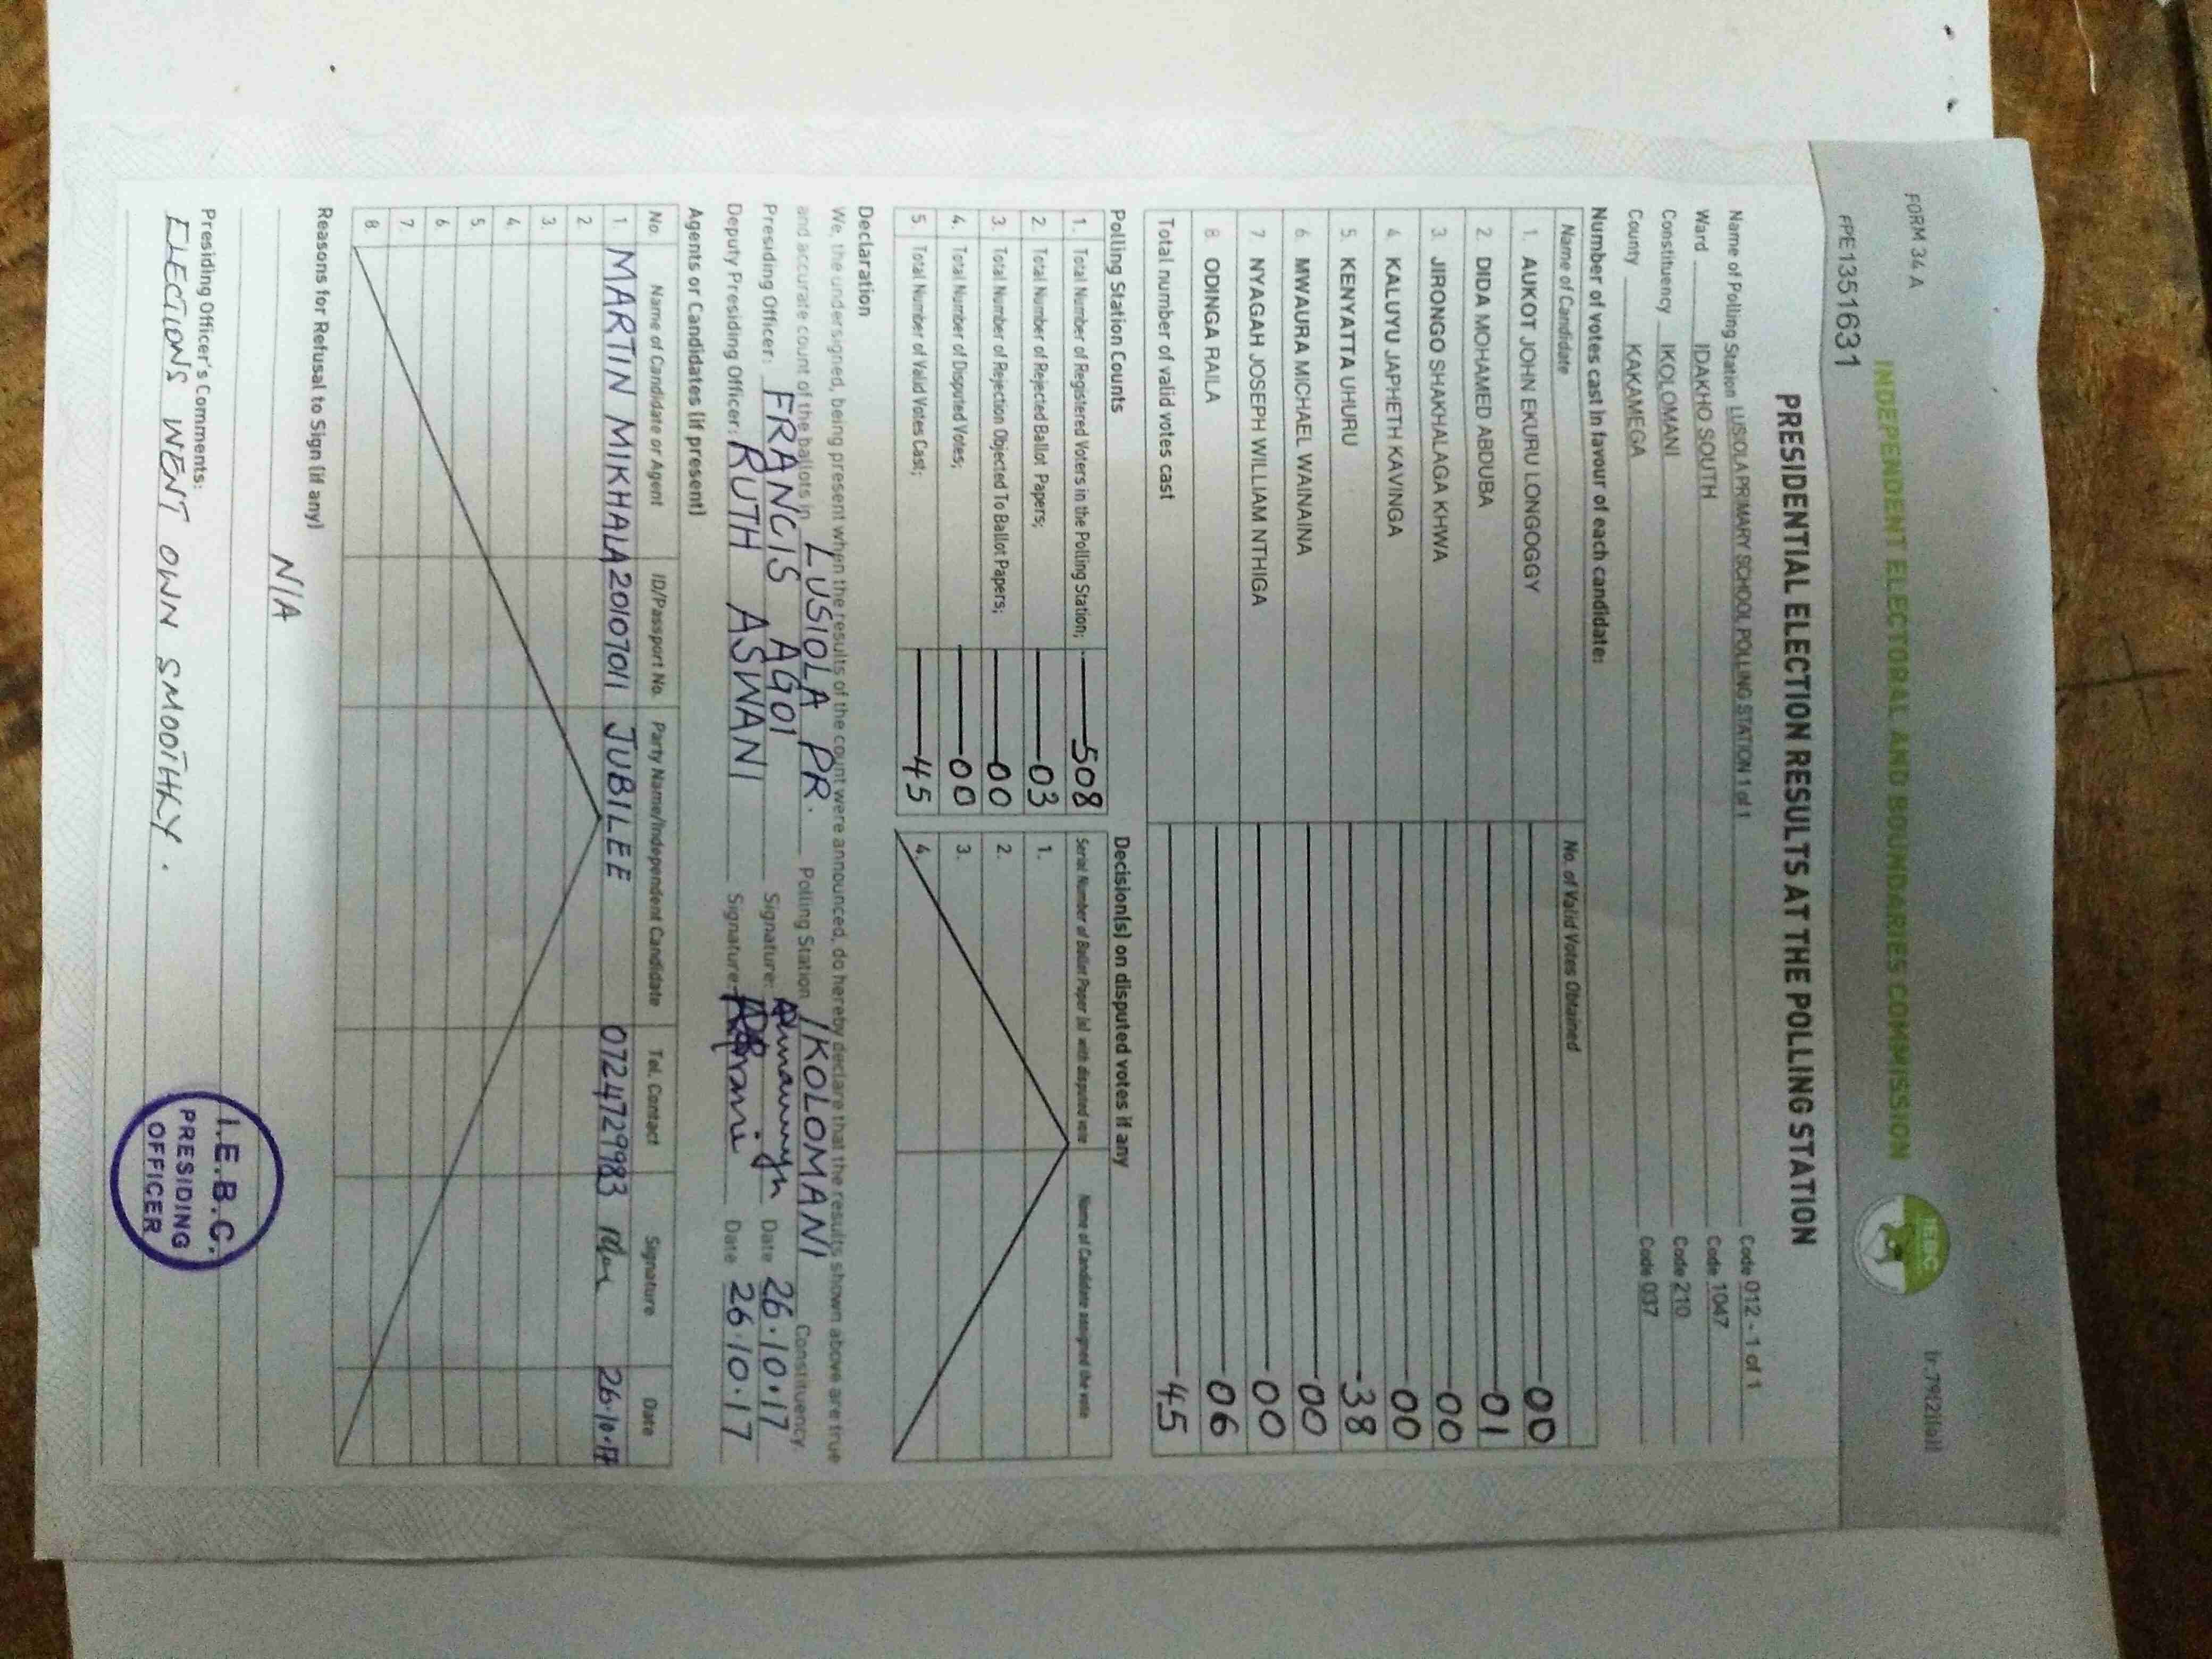 FORM 34 A
INDEPENDENT ELECTORAL AND BOUNDARIES COMMISSION
IEBC
PPE1351631
PRESIDENTIAL ELECTION RESULTS AT THE POLLING STATION
Name of Polling Station LUSIOLA PRIMARY SCHOOL POLLING STATION 1 of 1 Code 012 - 1 of 1
Ward IDAKHO SOUTH Code 1047
Constituency IKOLOMANI Code 210
County KAKAMEGA Code 037
Number of votes cast in favour of each candidate:
Name of Candidate No. of Valid Votes Obtained
1. AUKOT JOHN EKURU LONGOGGY 00
2. DIDA MOHAMED ABDUBA 01
3. JIRONGO SHAKHALAGA KHWA 00
4. KALUYU JAPHETH KAVINGA 00
5. KENYATTA UHURU 38
6. MWAURA MICHAEL WAINAINA 00
7. NYAGAH JOSEPH WILLIAM NTHIGA 00
8. ODINGA RAILA 06
Total number of valid votes cast 45
Polling Station Counts
1. Total Number of Registered Voters in the Polling Station; 508
2. Total Number of Rejected Ballot Papers; 03
3. Total Number of Rejection Objected To Ballot Papers; 00
4. Total Number of Disputed Votes; 00
5. Total Number of Valid Votes Cast; 45
Decision(s) on disputed votes if any
Serial Number of Ballot Paper (s) with disputed vote Name of Candidate assigned the vote
1.
2.
3.
4.
Declaration
We, the undersigned, being present when the results of the count were announced, do hereby declare that the results shown above are true
and accurate count of the ballots in LUSIOLA PR. Polling Station IKOLOMANI Constituency
Presiding Officer: FRANCIS AGOI Signature: Date 26.10.17
Deputy Presiding Officer: RUTH ASWANI Signature: Date 26.10.17
Agents or Candidates (if present)
No. Name of Candidate or Agent ID/Passport No. Party Name/Independent Candidate Tel. Contact Signature Date
1. MARTIN MIKHALA 20107011 JUBILEE 0724729983 26.10.17
2.
3.
4.
5.
6.
7.
8.
Reasons for Refusal to Sign (if any)
N/A
Presiding Officer's Comments:
ELECTIONS WENT OWN SMOOTHLY.
I.E.B.C.
PRESIDING
OFFICER